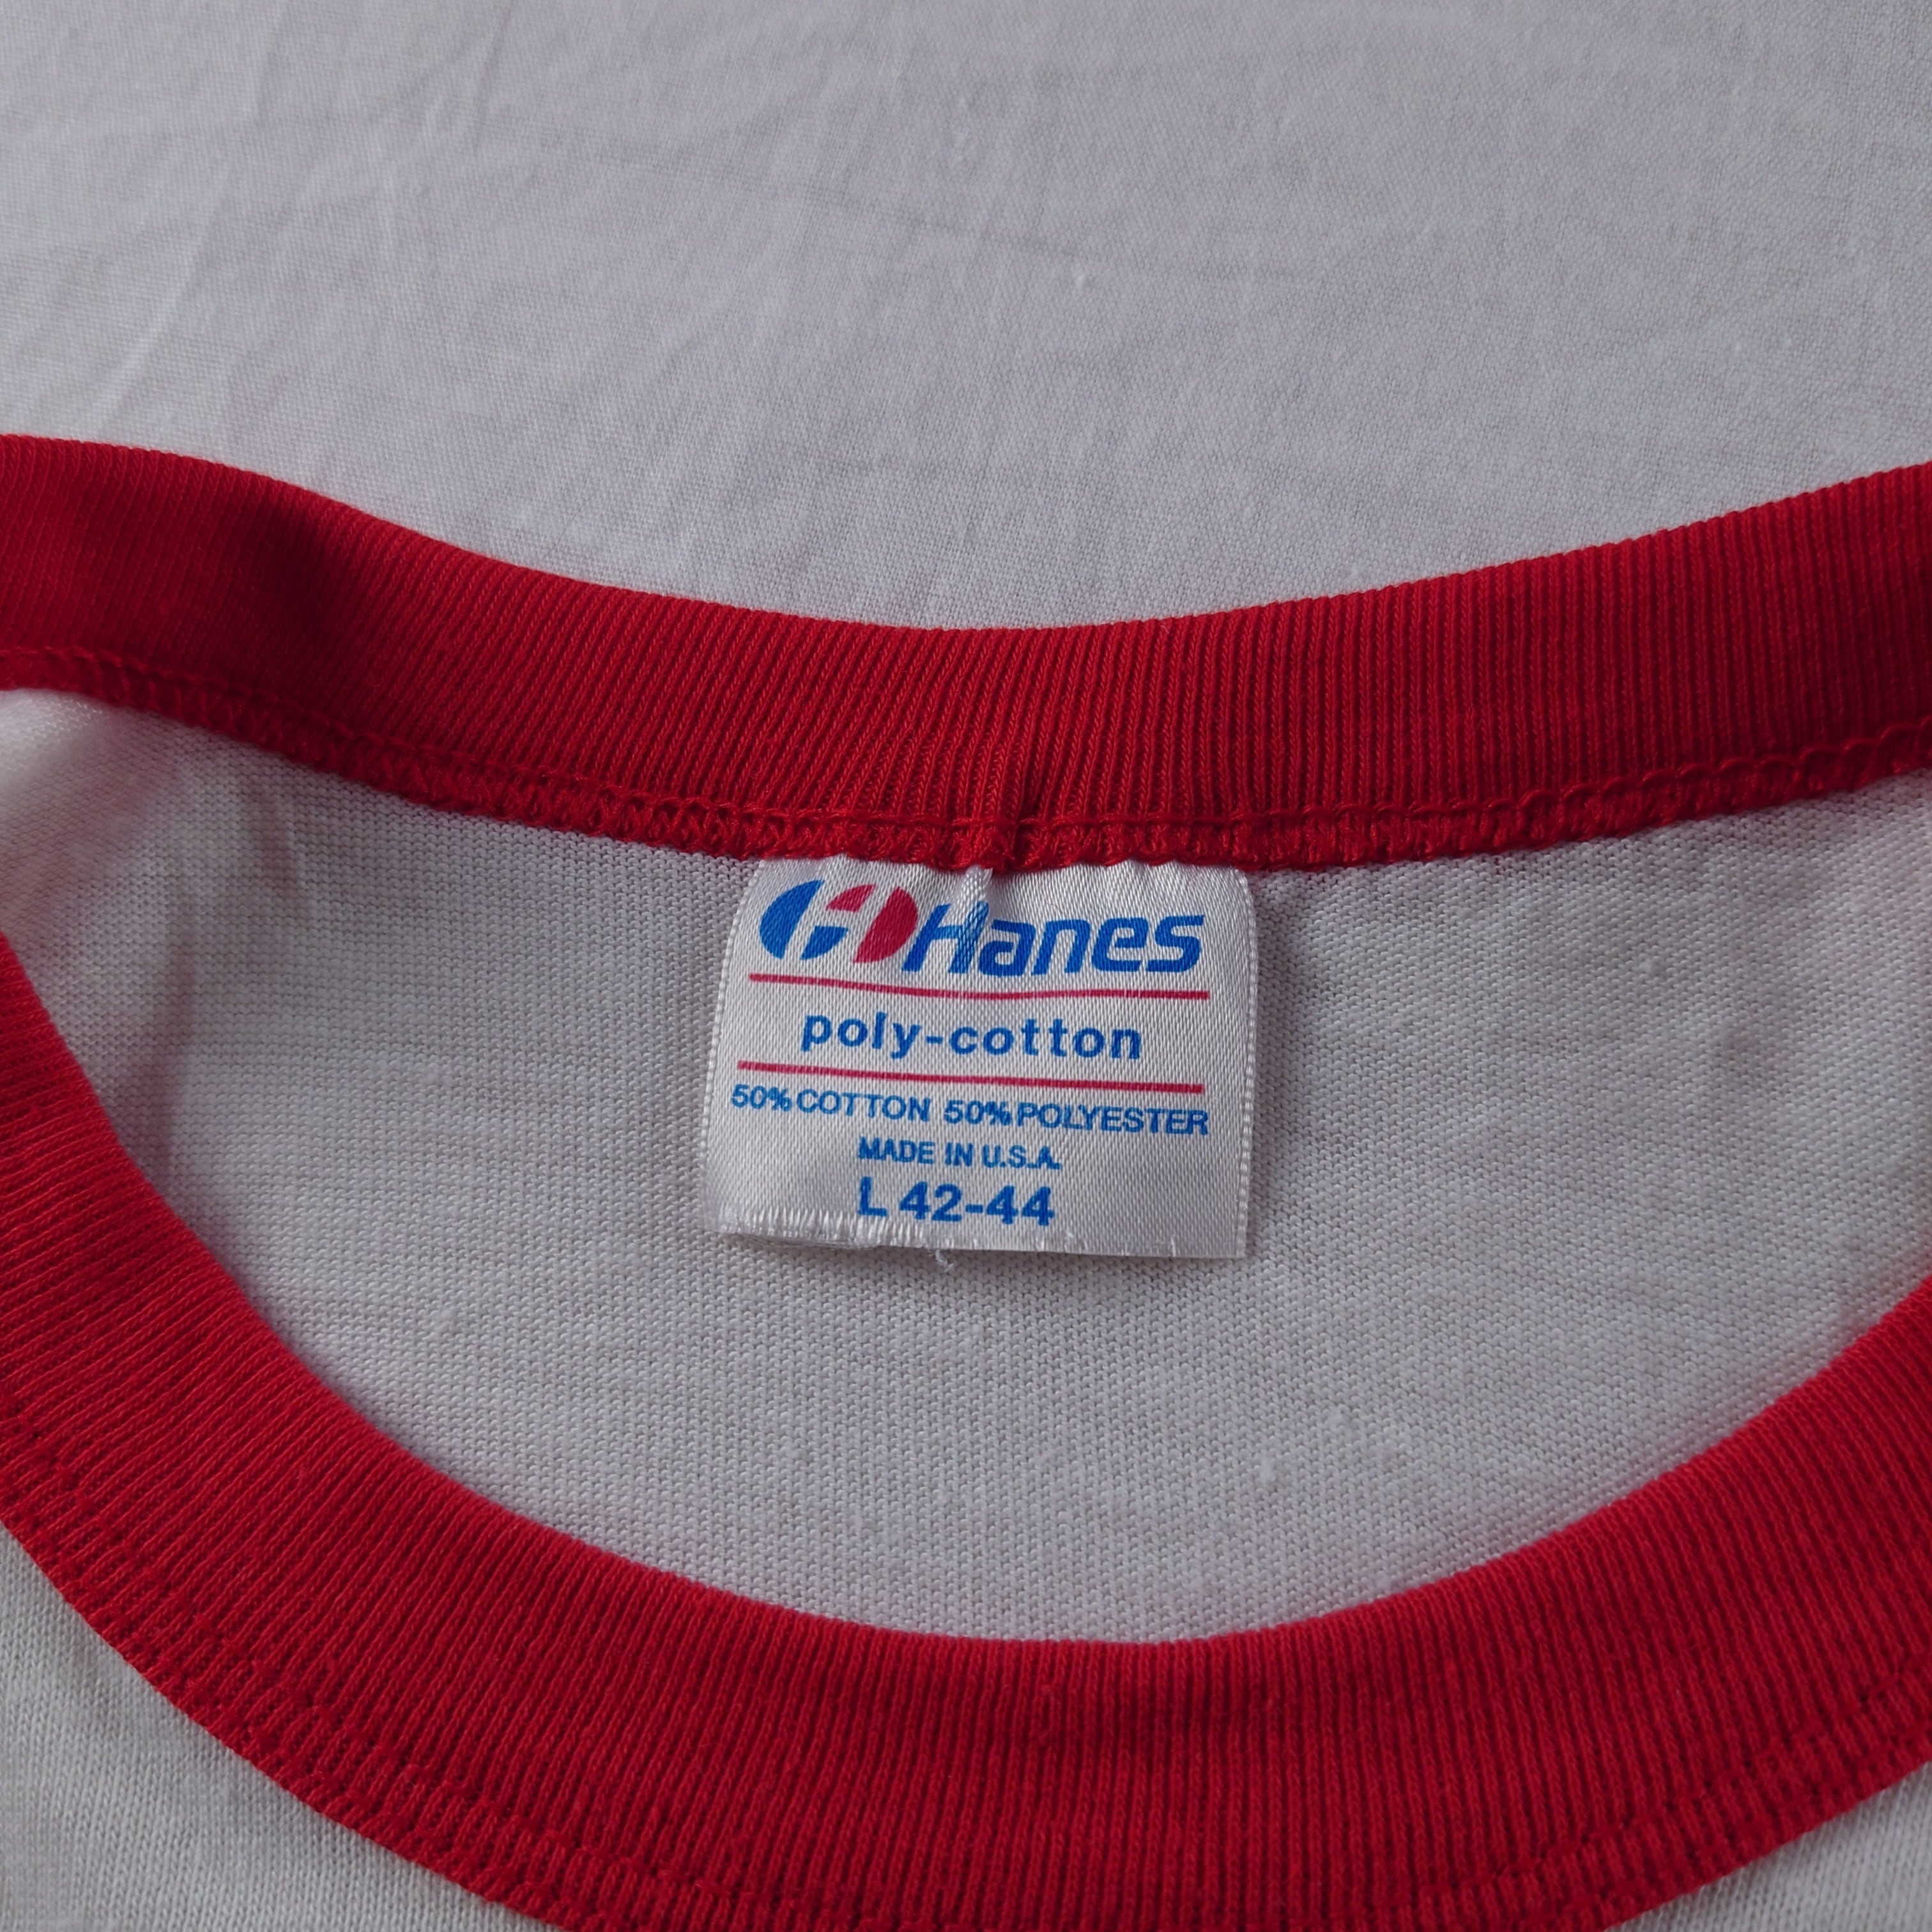 Hanes
poly-cotton
50% COTTON 50% POLYESTER
MADE IN U.S.A.
L 42-44